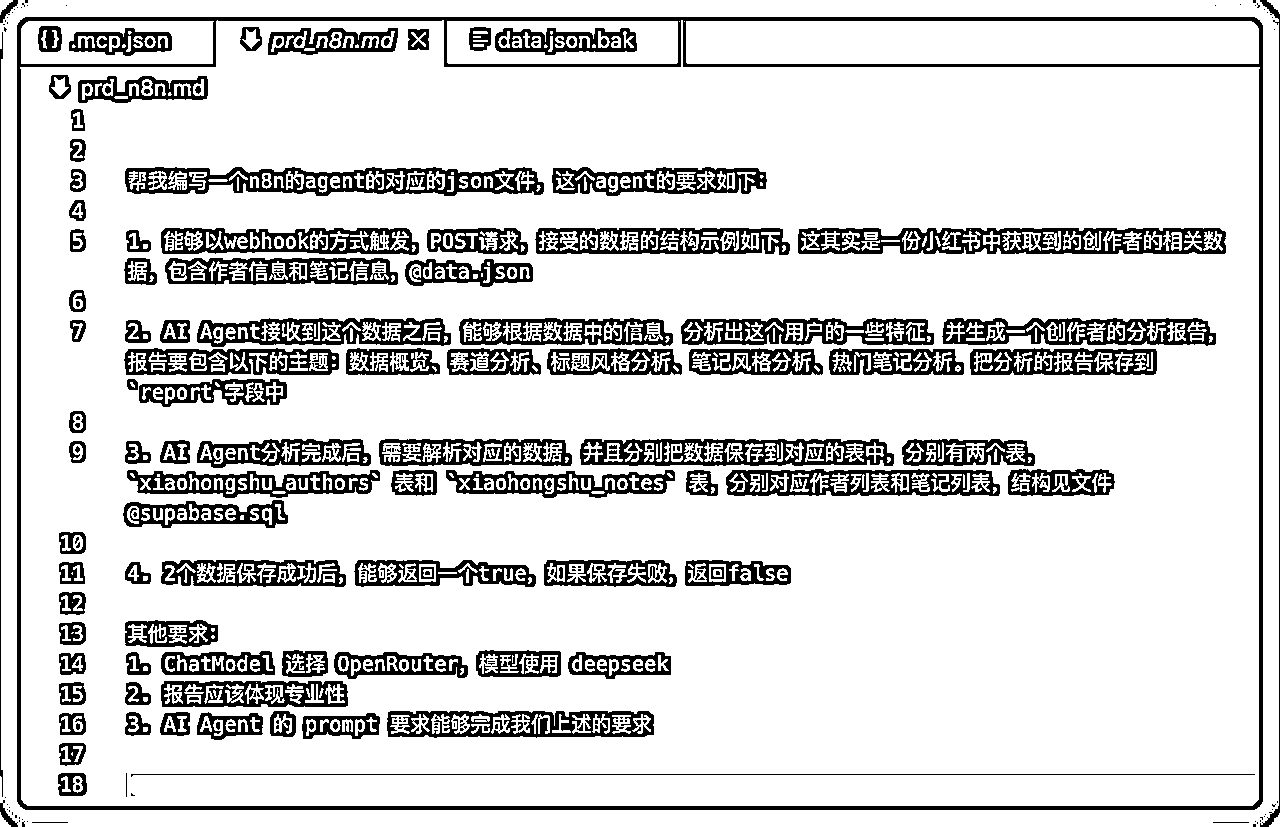 .mcp.json
prd_n8n.md
data.json.bak
prd_n8n.md
1
2
3 帮我编写一个n8n的agent的对应的json文件，这个agent的要求如下：
4
5 1. 能够以webhook的方式触发，POST请求，接受的数据的结构示例如下，这其实是一份小红书中获取到的创作者的相关数
据，包含作者信息和笔记信息，@data.json
6
7 2. AI Agent接收到这个数据之后，能够根据数据中的信息，分析出这个用户的一些特征，并生成一个创作者的分析报告，
报告要包含以下的主题：数据概览、赛道分析、标题风格分析、笔记风格分析、热门笔记分析。把分析的报告保存到
`report`字段中
8
9 3. AI Agent分析完成后，需要解析对应的数据，并且分别把数据保存到对应的表中，分别有两个表，
`xiaohongshu_authors` 表和 `xiaohongshu_notes` 表，分别对应作者列表和笔记列表，结构见文件
@supabase.sql
10
11 4. 2个数据保存成功后，能够返回一个true，如果保存失败，返回false
12
13 其他要求：
14 1. ChatModel 选择 OpenRouter，模型使用 deepseek
15 2. 报告应该体现专业性
16 3. AI Agent 的 prompt 要求能够完成我们上述的要求
17
18